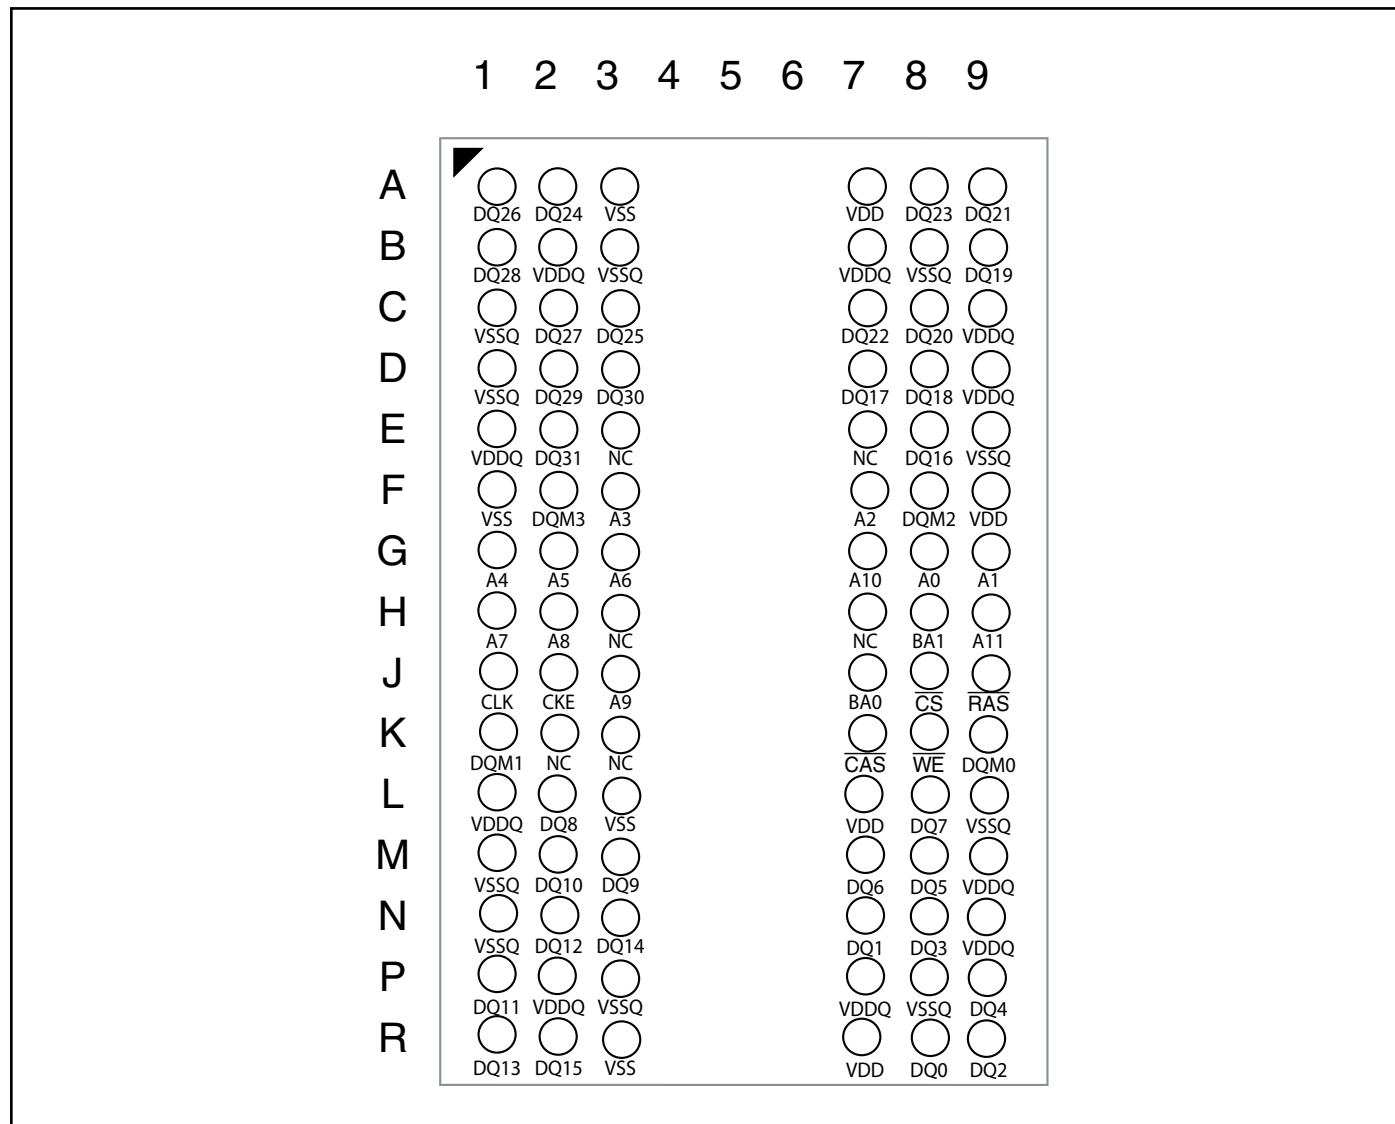 1 2 3 4 5 6 7 8 9
A
DQ26 DQ24 VSS VDD DQ23 DQ21
B
DQ28 VDDQ VSSQ VDDQ VSSQ DQ19
C
VSSQ DQ27 DQ25 DQ22 DQ20 VDDQ
D
VSSQ DQ29 DQ30 DQ17 DQ18 VDDQ
E
VDDQ DQ31 NC NC DQ16 VSSQ
F
VSS DQM3 A3 A2 DQM2 VDD
G
A4 A5 A6 A10 A0 A1
H
A7 A8 NC NC BA1 A11
J
CLK CKE A9 BA0 C̅S̅ R̅A̅S̅
K
DQM1 NC NC C̅A̅S̅ W̅E̅ DQM0
L
VDDQ DQ8 VSS VDD DQ7 VSSQ
M
VSSQ DQ10 DQ9 DQ6 DQ5 VDDQ
N
VSSQ DQ12 DQ14 DQ1 DQ3 VDDQ
P
DQ11 VDDQ VSSQ VDDQ VSSQ DQ4
R
DQ13 DQ15 VSS VDD DQ0 DQ2